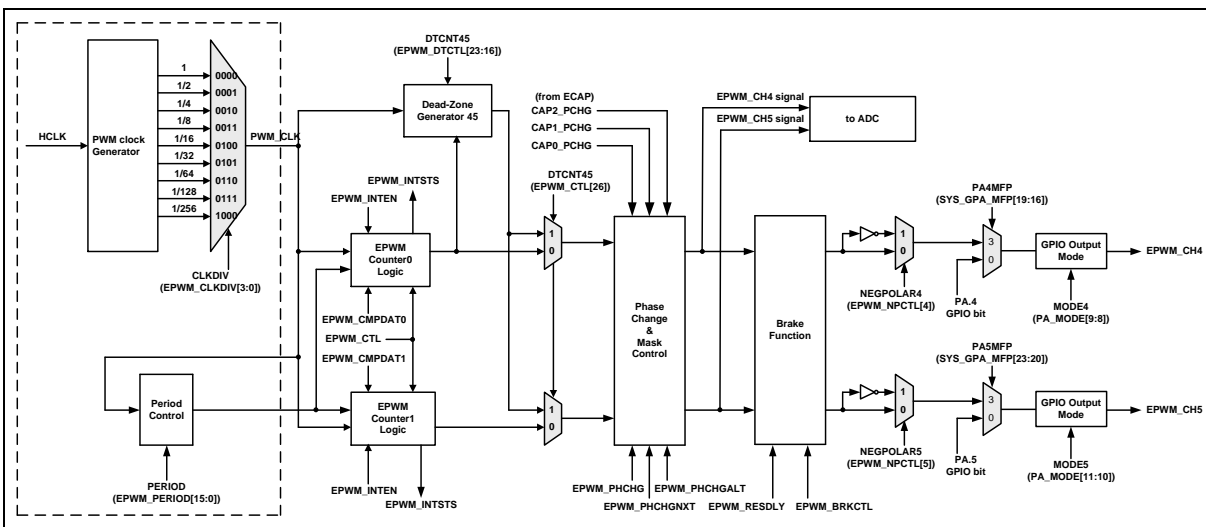 HCLK
PWM clock
Generator
1
1/2
1/4
1/8
1/16
1/32
1/64
1/128
1/256
0000
0001
0010
0011
0100
0101
0110
0111
1000
CLKDIV
(EPWM_CLKDIV[3:0])
PWM_CLK
Period
Control
PERIOD
(EPWM_PERIOD[15:0])
DTCNT45
(EPWM_DTCTL[23:16])
Dead-Zone
Generator 45
EPWM_INTSTS
EPWM_INTEN
EPWM
Counter0
Logic
EPWM_CMPDAT0
EPWM_CTL
EPWM_CMPDAT1
EPWM
Counter1
Logic
EPWM_INTEN
EPWM_INTSTS
(from ECAP)
CAP2_PCHG
CAP1_PCHG
CAP0_PCHG
DTCNT45
(EPWM_CTL[26])
1
0
1
0
Phase
Change
&
Mask
Control
EPWM_PHCHG
EPWM_PHCHGNXT
EPWM_PHCHGALT
EPWM_CH4 signal
EPWM_CH5 signal
to ADC
Brake
Function
EPWM_RESDLY
EPWM_BRKCTL
1
0
NEGPOLAR4
(EPWM_NPCTL[4])
PA4MFP
(SYS_GPA_MFP[19:16])
3
0
PA.4
GPIO bit
GPIO Output
Mode
MODE4
(PA_MODE[9:8])
EPWM_CH4
1
0
NEGPOLAR5
(EPWM_NPCTL[5])
PA5MFP
(SYS_GPA_MFP[23:20])
3
0
PA.5
GPIO bit
GPIO Output
Mode
MODE5
(PA_MODE[11:10])
EPWM_CH5